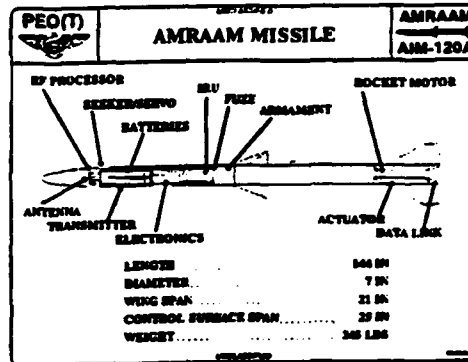 PEO(T)
AMRAAM MISSILE
AMRAAM
AIM-120A
RF PROCESSOR
SEEKER/SERVO
BATTERIES
IRU
FUZE
ARMAMENT
ROCKET MOTOR
ANTENNA
TRANSMITTER
ELECTRONICS
ACTUATOR
DATA LINK
LENGTH 144 IN
DIAMETER 7 IN
WING SPAN 21 IN
CONTROL SURFACE SPAN 25 IN
WEIGHT LBS